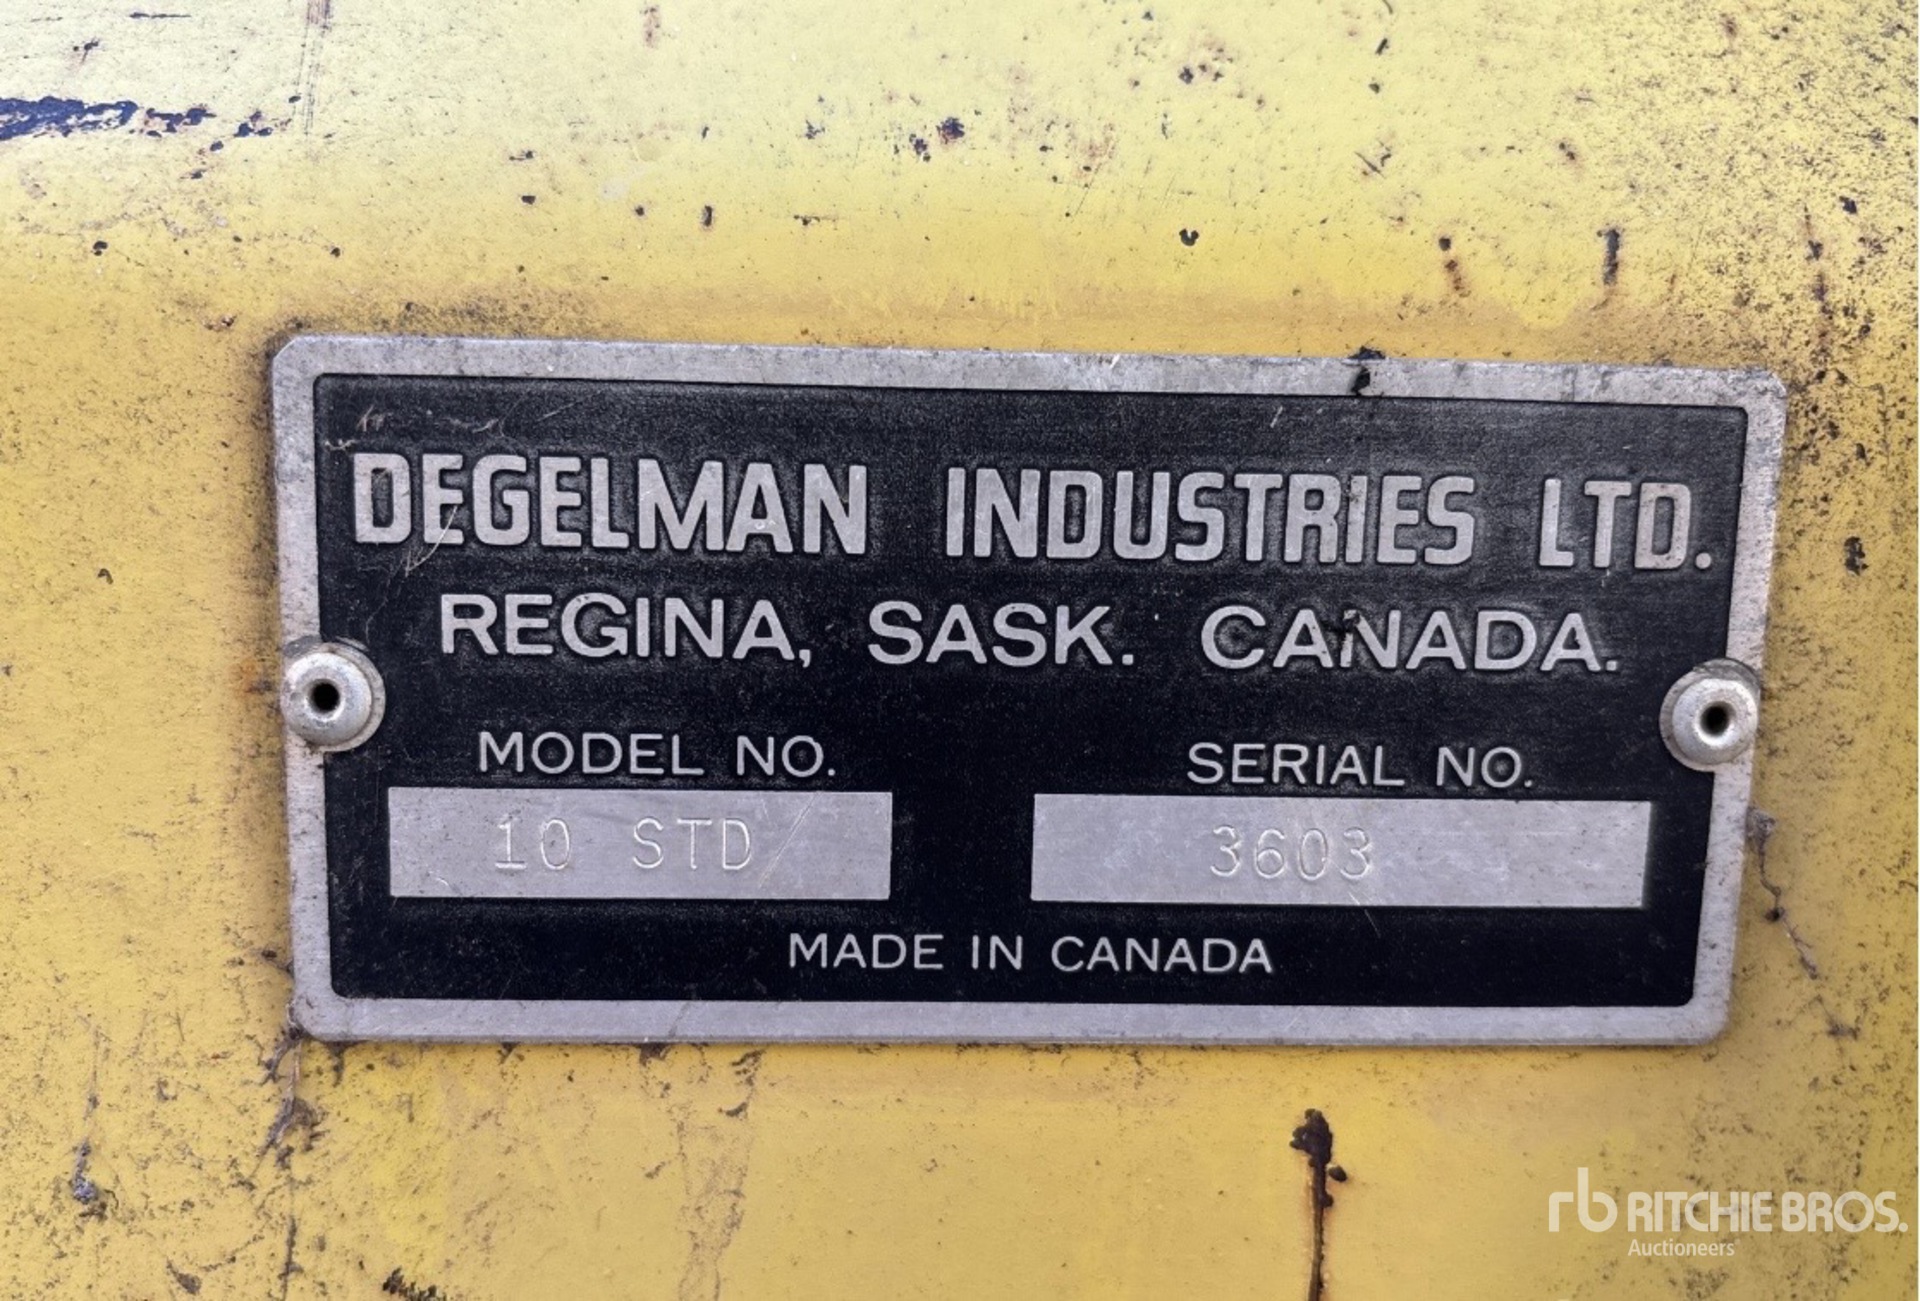 DEGELMAN INDUSTRIES LTD.
REGINA, SASK. CANADA.
MODEL NO. SERIAL NO.
10 STD/ 3603
MADE IN CANADA
rb RITCHIE BROS.
Auctioneers